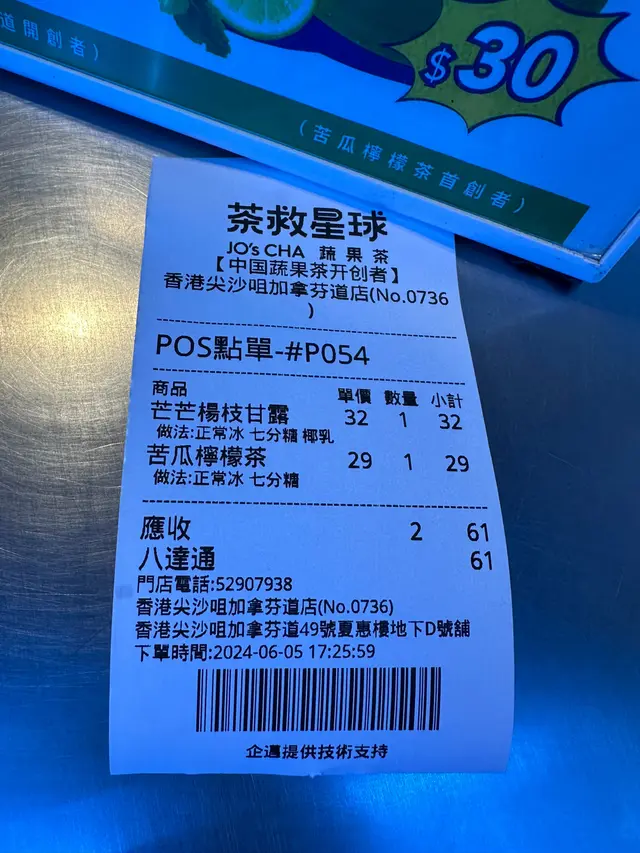 道開創者）
$30
（苦瓜檸檬茶首創者）
茶救星球
JO's CHA 蔬果茶
【中国蔬果茶开创者】
香港尖沙咀加拿芬道店(No.0736
)
POS點單-#P054
商品 單價 數量 小計
芒芒楊枝甘露 32 1 32
做法:正常冰 七分糖 椰乳
苦瓜檸檬茶 29 1 29
做法:正常冰 七分糖
應收 2 61
八達通 61
門店電話:52907938
香港尖沙咀加拿芬道店(No.0736)
香港尖沙咀加拿芬道49號夏惠樓地下D號舖
下單時間:2024-06-05 17:25:59
企邁提供技術支持